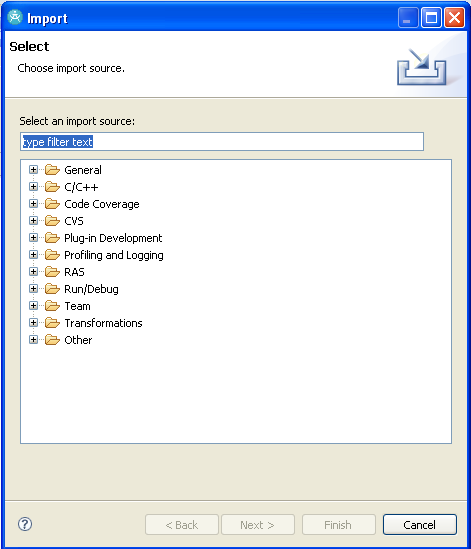 Import
Select
Choose import source.
Select an import source:
type filter text
General
C/C++
Code Coverage
CVS
Plug-in Development
Profiling and Logging
RAS
Run/Debug
Team
Transformations
Other
?
< Back Next > Finish Cancel